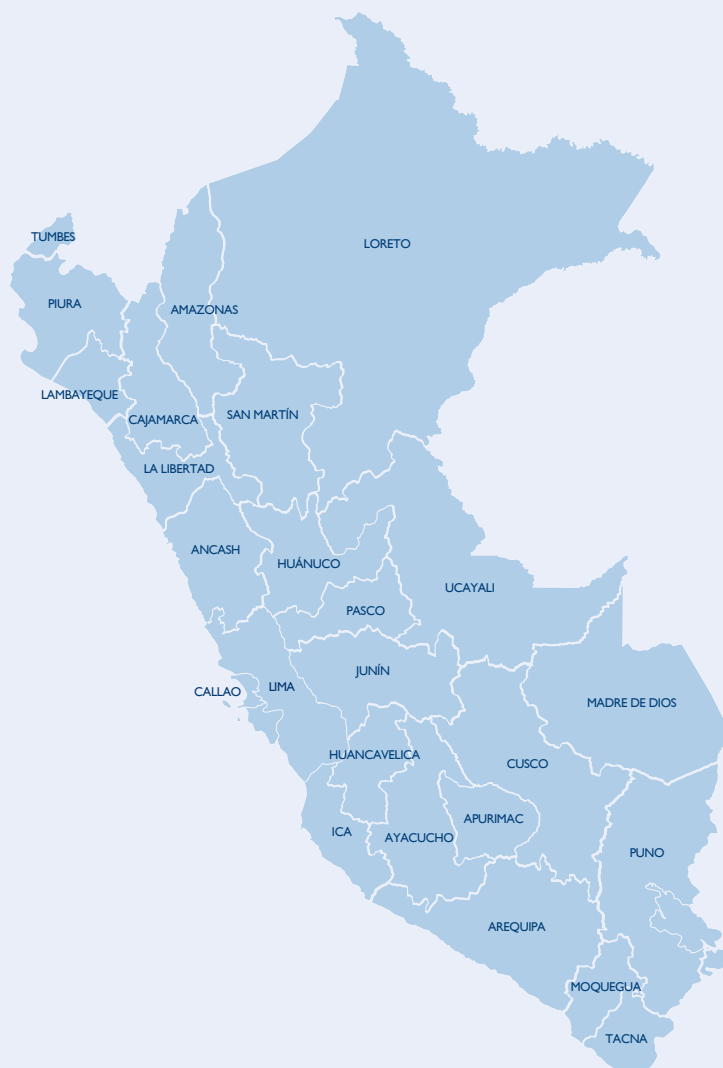 TUMBES
LORETO
PIURA
AMAZONAS
LAMBAYEQUE
CAJAMARCA
SAN MARTÍN
LA LIBERTAD
ANCASH
HUÁNUCO
UCAYALI
PASCO
JUNÍN
CALLAO
LIMA
MADRE DE DIOS
HUANCAVELICA
CUSCO
ICA
AYACUCHO
APURIMAC
PUNO
AREQUIPA
MOQUEGUA
TACNA